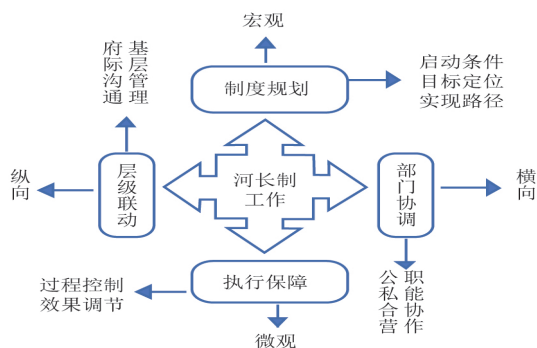 宏观
制度规划
启动条件
目标定位
实现路径
府际沟通
基层管理
纵向
层级联动
河长制
工作
部门协调
横向
公私合营
职能协作
执行保障
过程控制
效果调节
微观